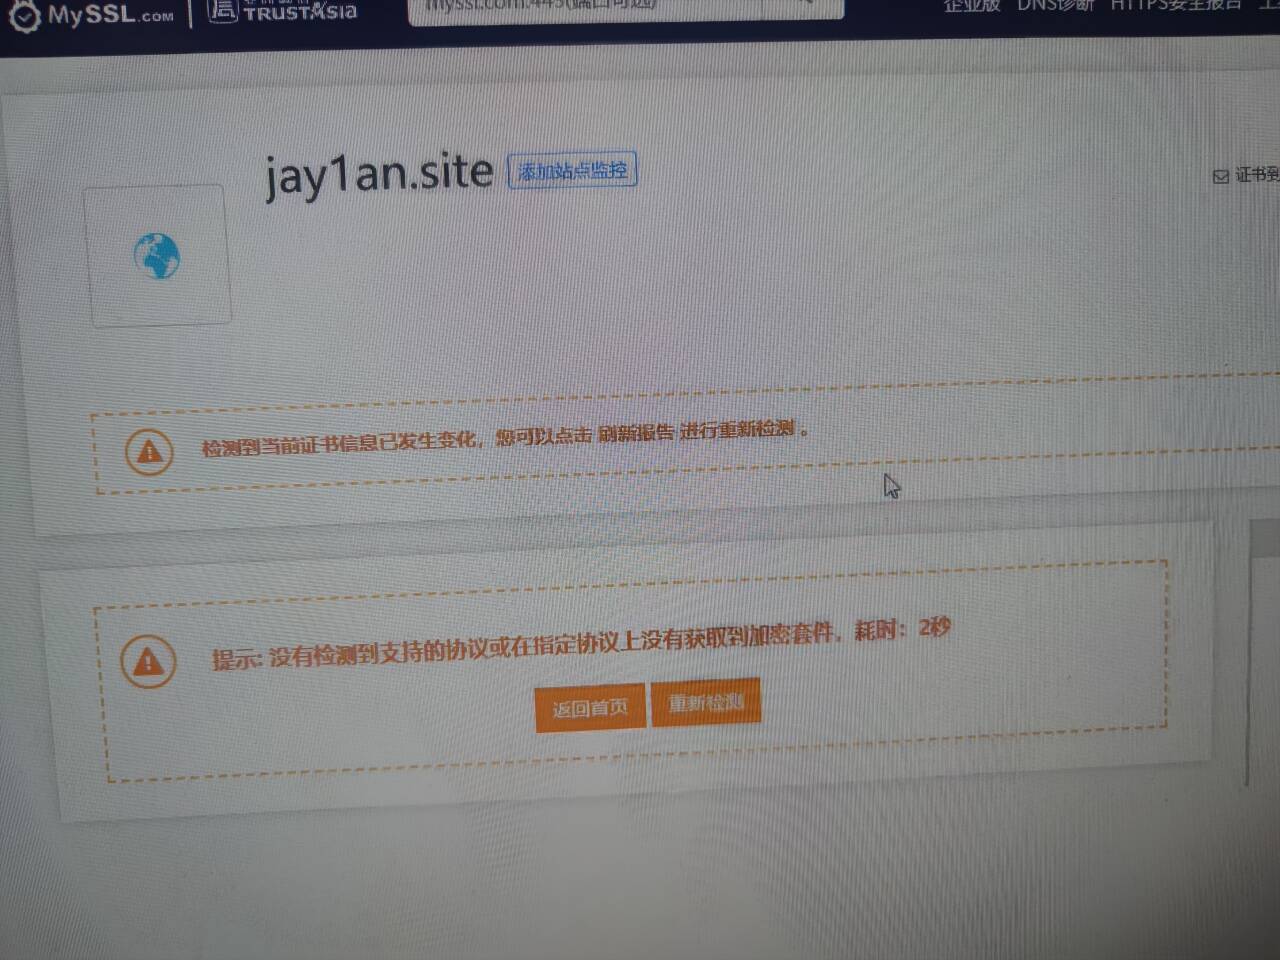 MySSL.COM
TRUSTAsia
myssl.com:443(端口可选)
企业版 DNS诊断 HTTPS安全报告
jay1an.site 添加站点监控
证书到
检测到当前证书信息已发生变化，您可以点击 刷新报告 进行重新检测 。
提示: 没有检测到支持的协议或在指定协议上没有获取到加密套件，耗时：2秒
返回首页 重新检测